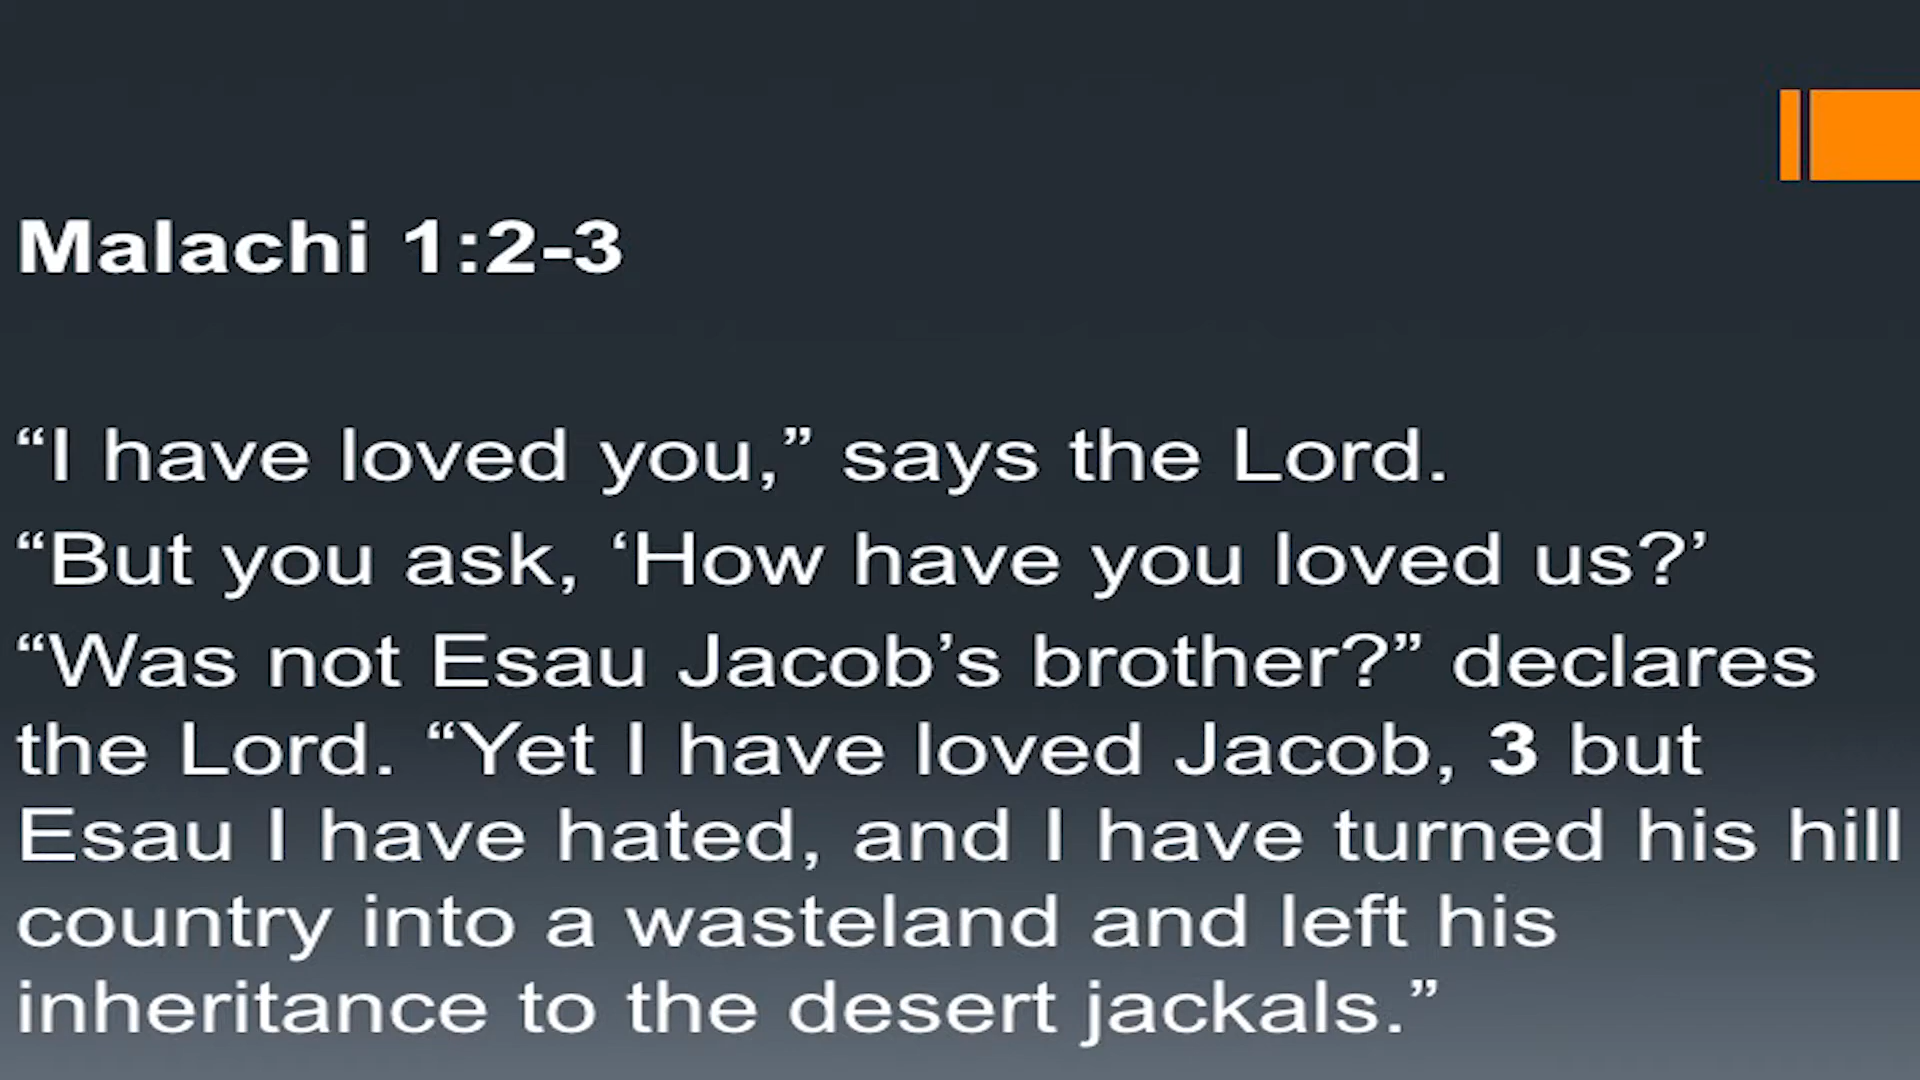 Malachi 1:2-3
“I have loved you,” says the Lord.
“But you ask, ‘How have you loved us?’
“Was not Esau Jacob’s brother?” declares
the Lord. “Yet I have loved Jacob, 3 but
Esau I have hated, and I have turned his hill
country into a wasteland and left his
inheritance to the desert jackals.”